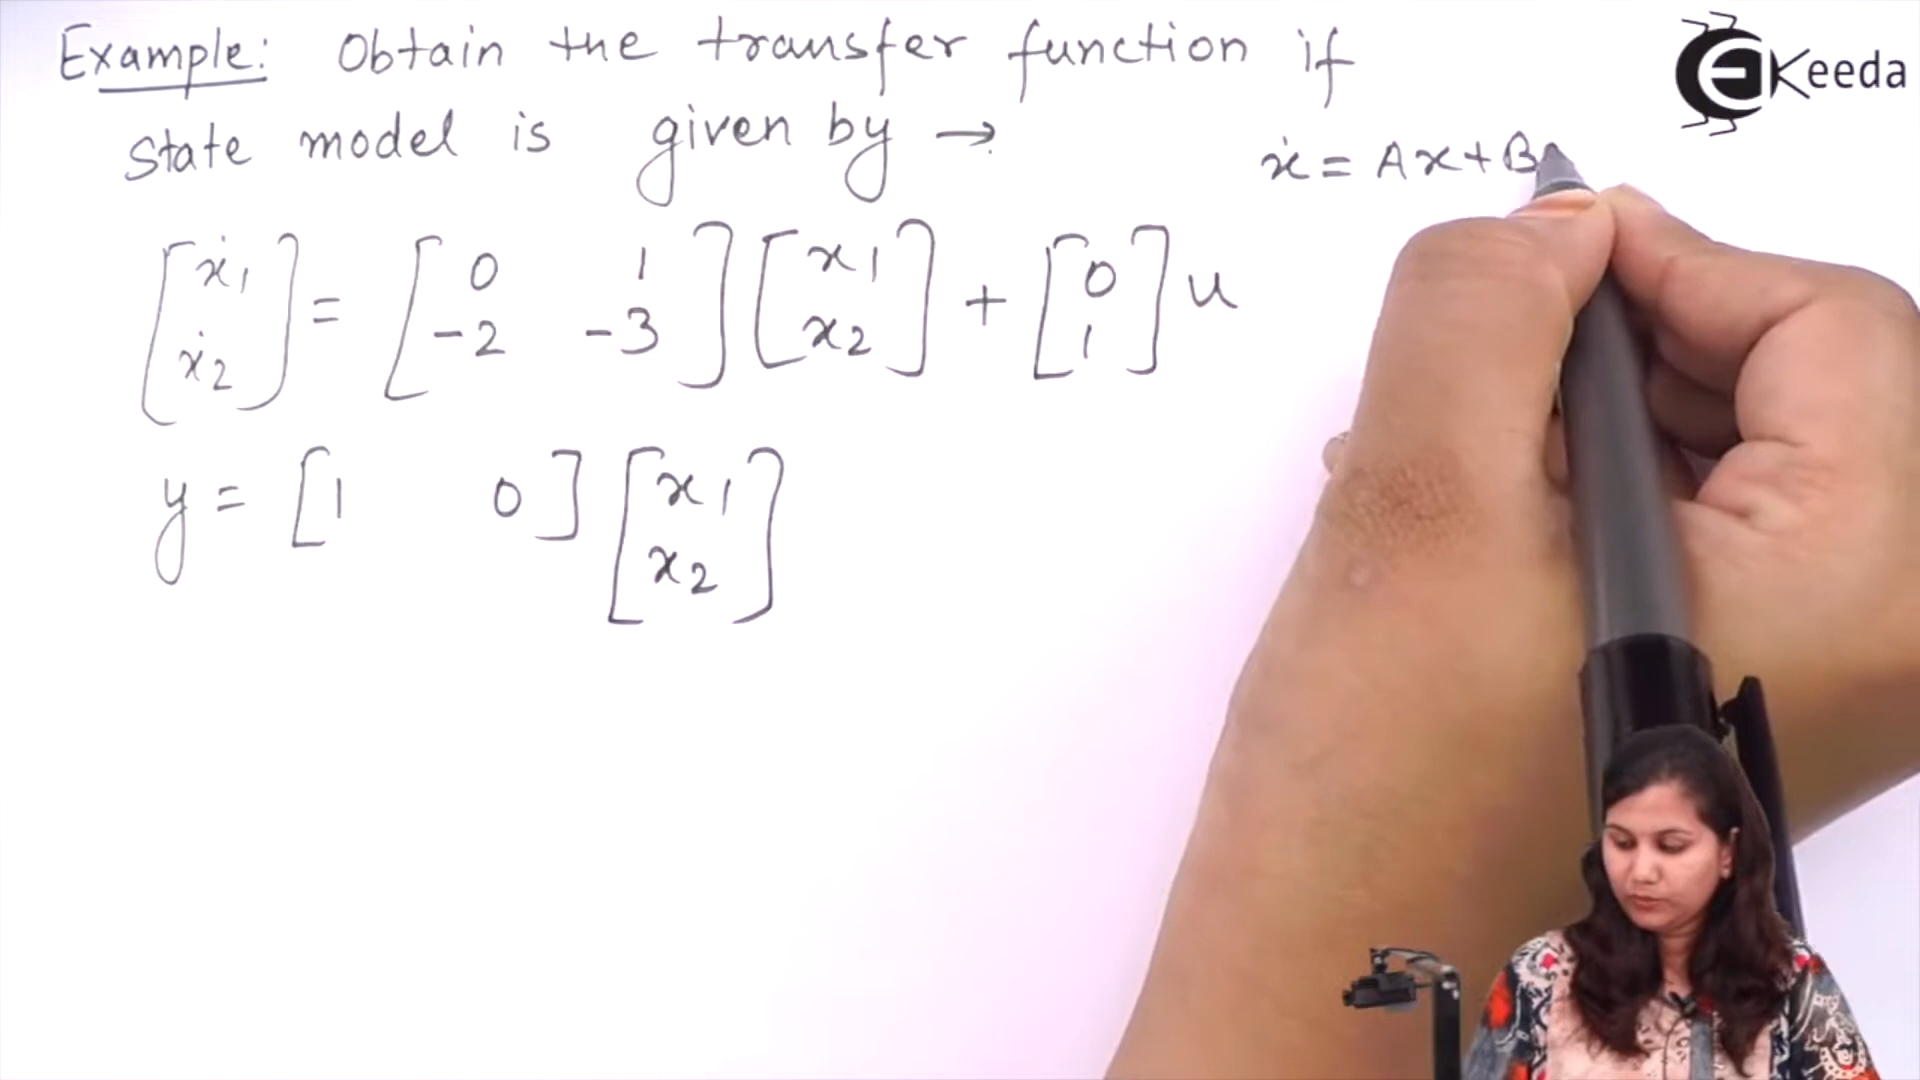 Example: Obtain the transfer function if
state model is given by →
ẋ = Ax + B
[ẋ1 ẋ2] = [0 1 -2 -3] [x1 x2] + [0 1] u
y = [1 0] [x1 x2]
EKeeda